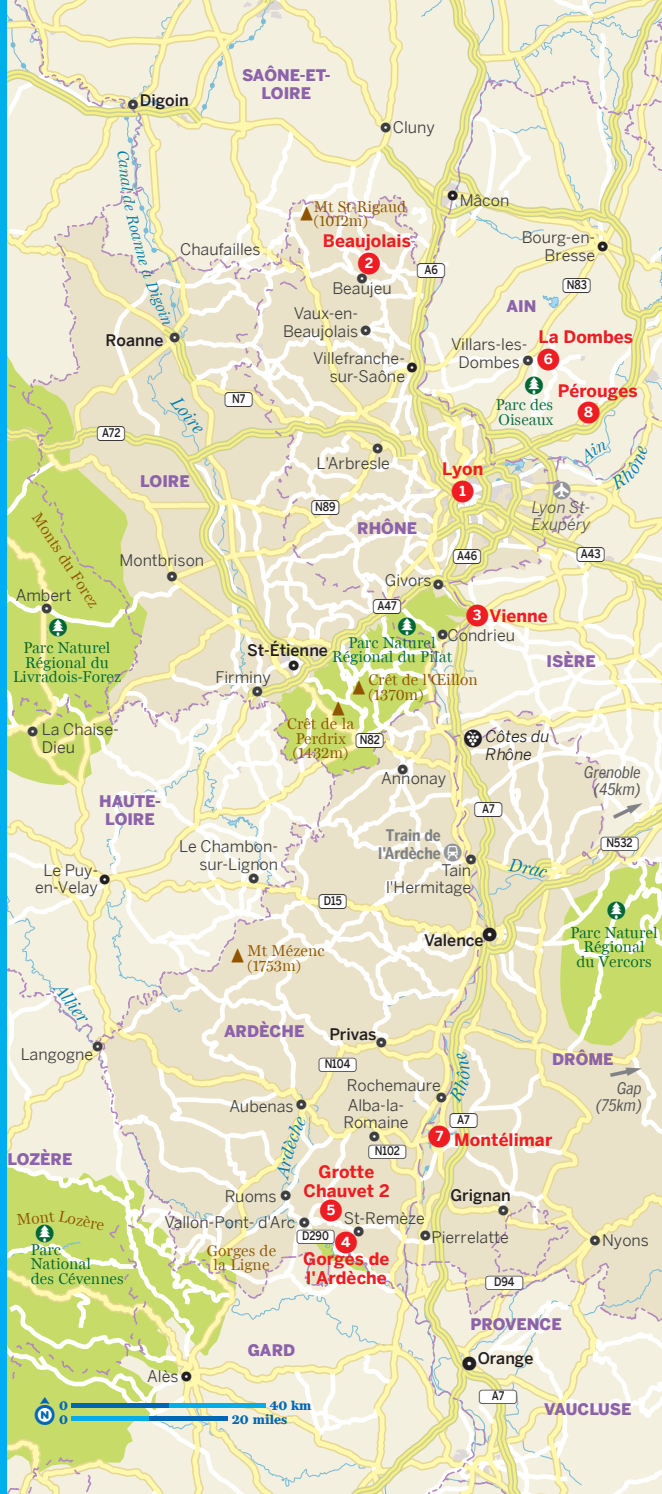 SAÔNE-ET-
LOIRE
Digoin
Cluny
Canal de Roanne à Digoin
Mt St-Rigaud
(1012m)
Mâcon
Beaujolais
2
Beaujeu
Chaufailles
Bourg-en-
Bresse
A6
N83
AIN
Vaux-en-
Beaujolais
Roanne
La Dombes
6
Villars-les-
Dombes
Villefranche-
sur-Saône
Parc des
Oiseaux
Pérouges
8
N7
Loire
A72
L'Arbresle
Ain
Rhône
Lyon
1
LOIRE
Lyon St-
Exupéry
N89
RHÔNE
Monts du Forez
A46
A43
Montbrison
Givors
Ambert
A47
3
Vienne
Parc Naturel
Régional du
Livradois-Forez
St-Étienne
Parc Naturel
Régional du Pilat
Condrieu
ISÈRE
Firminy
Crêt de l'Œillon
(1370m)
La Chaise-
Dieu
Crêt de la
Perdrix
(1432m)
N82
Côtes du
Rhône
Annonay
Grenoble
(45km)
HAUTE-
LOIRE
A7
Train de
l'Ardèche
N532
Le Chambon-
sur-Lignon
Le Puy-
en-Velay
Tain
l'Hermitage
Drac
D15
Valence
Parc Naturel
Régional
du Vercors
Mt Mézenc
(1753m)
Allier
ARDÈCHE
Privas
Langogne
N104
DRÔME
Rhône
Gap
(75km)
Rochemaure
Aubenas
Alba-la-
Romaine
A7
7
Montélimar
Ardèche
N102
LOZÈRE
Grotte
Chauvet 2
5
Ruoms
Grignan
Mont Lozère
Vallon-Pont-d'Arc
St-Remèze
D290
4
Pierrelatte
Nyons
Parc
National
des Cévennes
Gorges de
la Ligne
Gorges de
l'Ardèche
D94
PROVENCE
GARD
Orange
Alès
A7
VAUCLUSE
N
0
40 km
0
20 miles